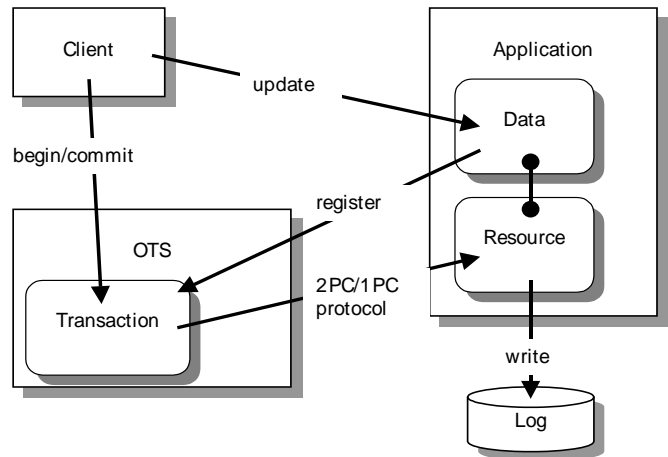 Client
Application
update
Data
begin/commit
register
OTS
Resource
2PC/1PC
protocol
Transaction
write
Log